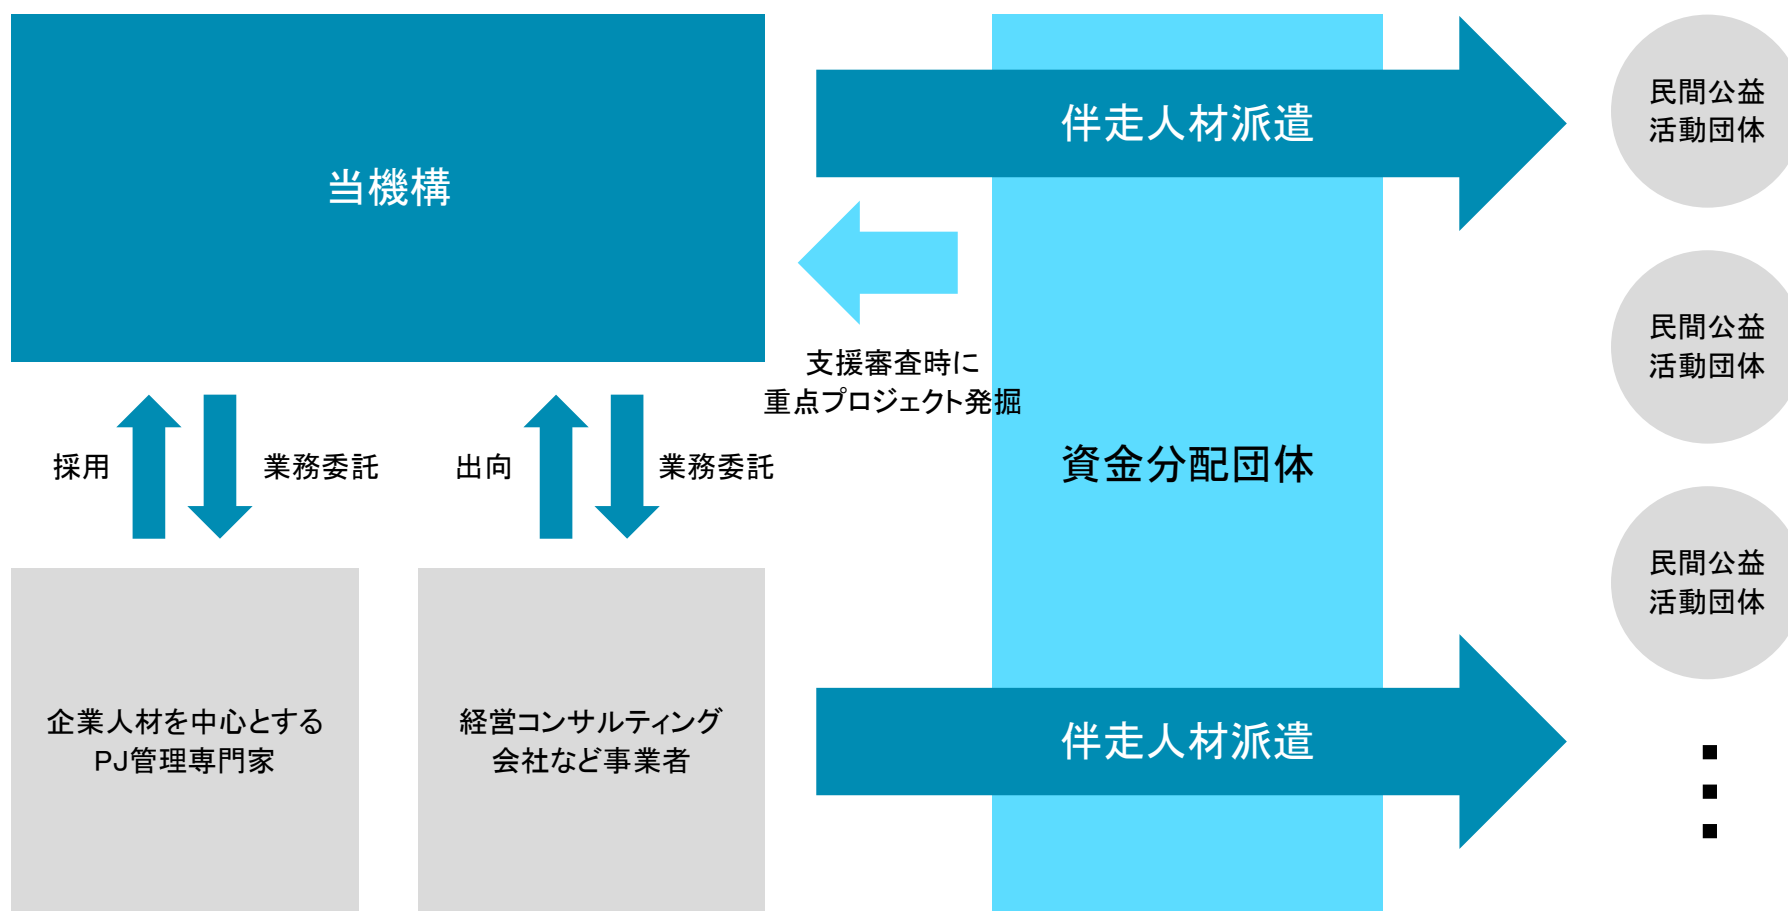 当機構
伴走人材派遣
民間公益
活動団体
支援審査時に
重点プロジェクト発掘
民間公益
活動団体
採用
業務委託
出向
業務委託
資金分配団体
民間公益
活動団体
企業人材を中心とする
PJ管理専門家
経営コンサルティング
会社など事業者
伴走人材派遣